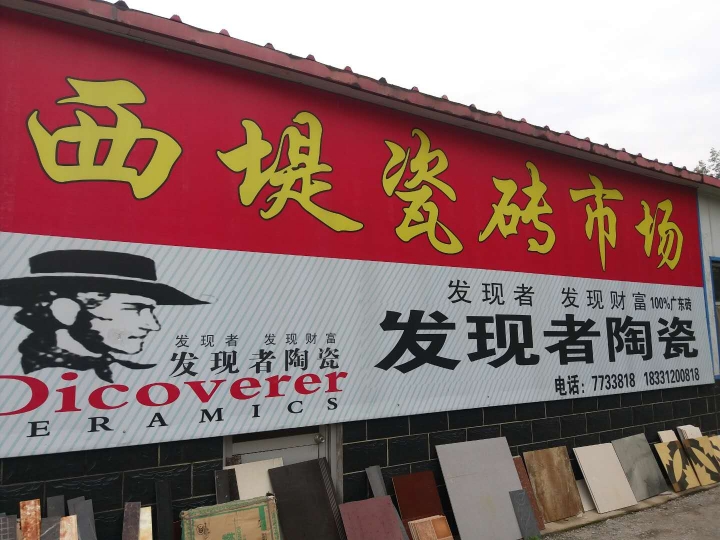 西堤瓷砖市场
发现者 发现财富 100%广东砖
发现者陶瓷
电话：7733818 18331200818
发现者 发现财富
发现者陶瓷
Dicoverer
ERAMICS